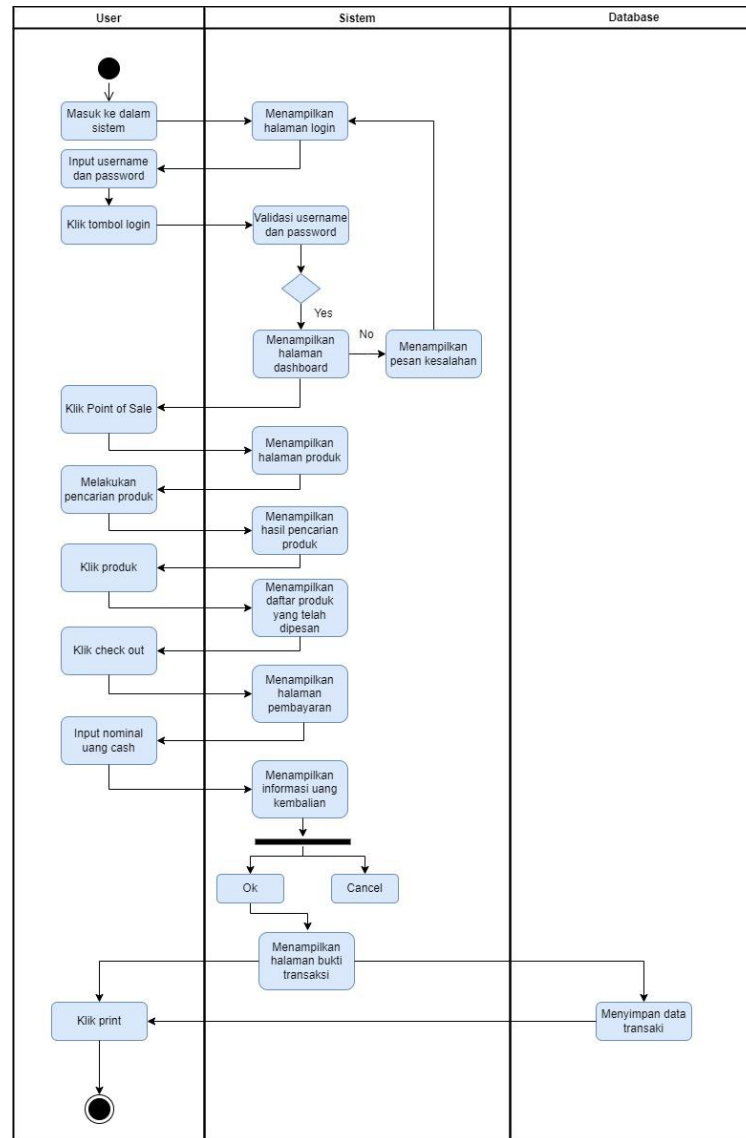 User
Sistem
Database
Masuk ke dalam
sistem
Menampilkan
halaman login
Input username
dan password
Klik tombol login
Validasi username
dan password
Yes
Menampilkan
halaman
dashboard
No
Menampilkan
pesan kesalahan
Klik Point of Sale
Menampilkan
halaman produk
Melakukan
pencarian produk
Menampilkan
hasil pencarian
produk
Klik produk
Menampilkan
daftar produk
yang telah
dipesan
Klik check out
Menampilkan
halaman
pembayaran
Input nominal
uang cash
Menampilkan
informasi uang
kembalian
Ok
Cancel
Menampilkan
halaman bukti
transaksi
Klik print
Menyimpan data
transaki